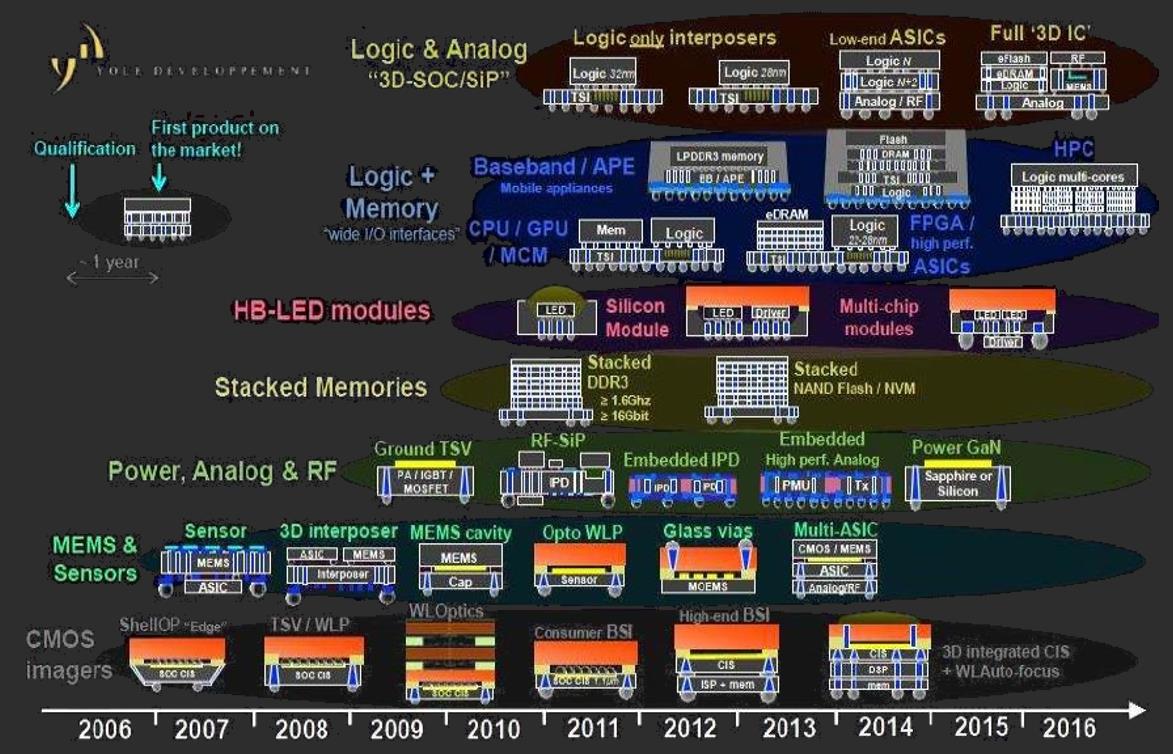 YOLE DEVELOPPEMENT
Logic & Analog
"3D-SOC/SiP"
Logic only interposers
Low-end ASICs
Full '3D IC'
Logic 32nm
TSI
Logic 28nm
TSI
Logic N
Logic N+2
Analog / RF
eFlash
eDRAM
Logic
RF
MEMS
Analog
Qualification
First product on
the market!
~ 1 year
Logic +
Memory
"wide I/O interfaces"
Baseband / APE
Mobile appliances
LPDDR3 memory
BB / APE
Flash
DRAM
TSI
Logic
HPC
Logic multi-cores
CPU / GPU
/ MCM
Mem
TSI
Logic
eDRAM
TSI
Logic
22-28nm
FPGA /
high perf.
ASICs
HB-LED modules
LED
Silicon
Module
LED
Driver
Multi-chip
modules
LED
LED
Driver
Stacked Memories
Stacked
DDR3
≥ 1.6Ghz
≥ 16Gbit
Stacked
NAND Flash / NVM
Power, Analog & RF
Ground TSV
PA / IGBT /
MOSFET
RF-SiP
IPD
Embedded IPD
IPD
IPD
Embedded
High perf. Analog
PMU
Tx
Power GaN
Sapphire or
Silicon
MEMS &
Sensors
Sensor
MEMS
ASIC
3D interposer
ASIC
MEMS
Interposer
MEMS cavity
MEMS
Cap
Opto WLP
Sensor
Glass vias
MOEMS
Multi-ASIC
CMOS / MEMS
ASIC
Analog/RF
CMOS
imagers
ShellOP "Edge"
SOC CIS
TSV / WLP
SOC CIS
WLOptics
SOC CIS
Consumer BSI
SOC CIS 1.1µm
High-end BSI
CIS
ISP + mem
CIS
DSP
mem
3D integrated CIS
+ WLAuto-focus
2006
2007
2008
2009
2010
2011
2012
2013
2014
2015
2016